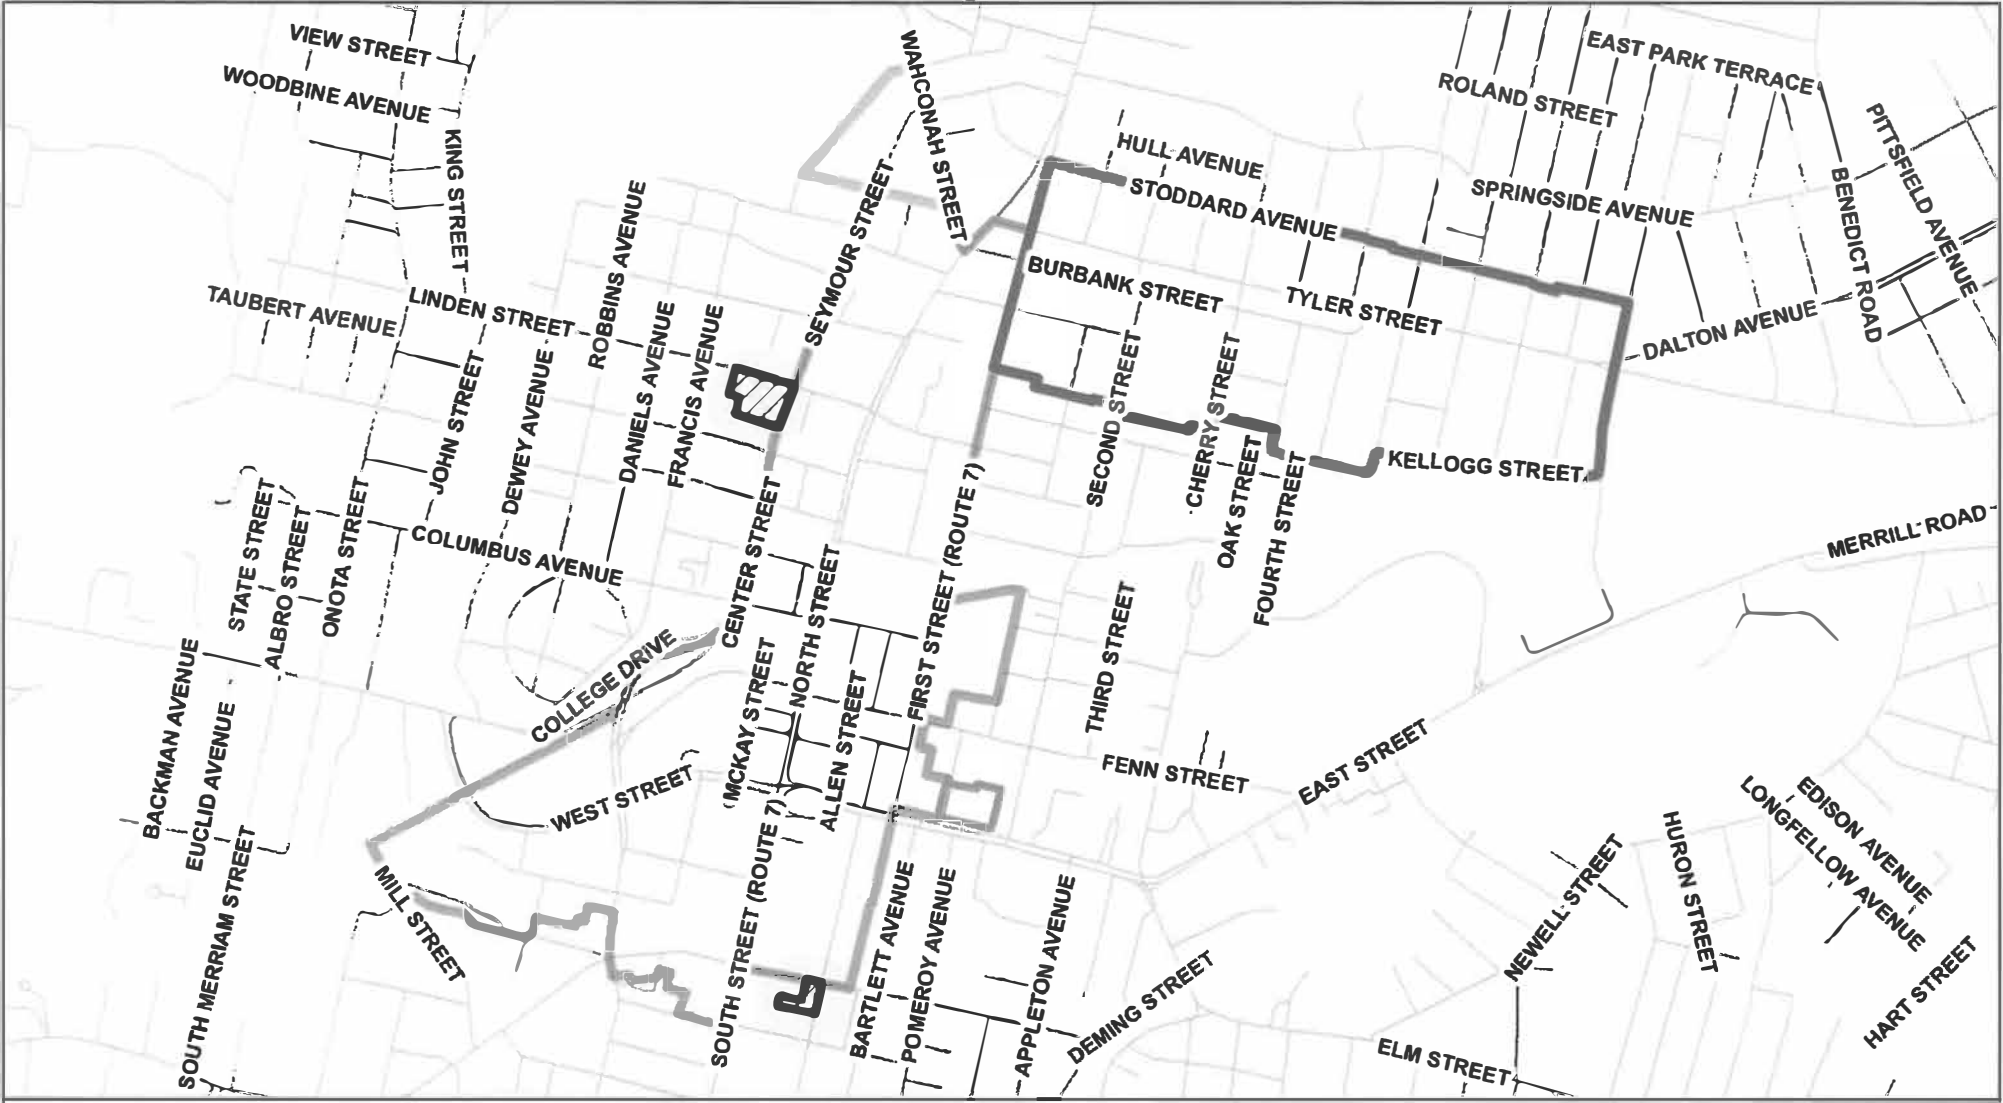 VIEW STREET
WOODBINE AVENUE
KING STREET
WAHCONAH STREET
EAST PARK TERRACE
ROLAND STREET
PITTSFIELD AVENUE
HULL AVENUE
STODDARD AVENUE
SPRINGSIDE AVENUE
BENEDICT ROAD
SEYMOUR STREET
ROBBINS AVENUE
TAUBERT AVENUE
LINDEN STREET
BURBANK STREET
TYLER STREET
DALTON AVENUE
JOHN STREET
DEWEY AVENUE
DANIELS AVENUE
FRANCIS AVENUE
SECOND STREET
CHERRY STREET
OAK STREET
FOURTH STREET
KELLOGG STREET
MERRILL ROAD
STATE STREET
ALBRO STREET
ONOTA STREET
COLUMBUS AVENUE
CENTER STREET
NORTH STREET
FIRST STREET (ROUTE 7)
THIRD STREET
BACKMAN AVENUE
EUCLID AVENUE
COLLEGE DRIVE
MCKAY STREET
ALLEN STREET
WEST STREET
FENN STREET
EAST STREET
SOUTH MERRIAM STREET
MILL STREET
SOUTH STREET (ROUTE 7)
BARTLETT AVENUE
POMEROY AVENUE
APPLETON AVENUE
DEMING STREET
NEWELL STREET
HURON STREET
EDISON AVENUE
LONGFELLOW AVENUE
HART STREET
ELM STREET